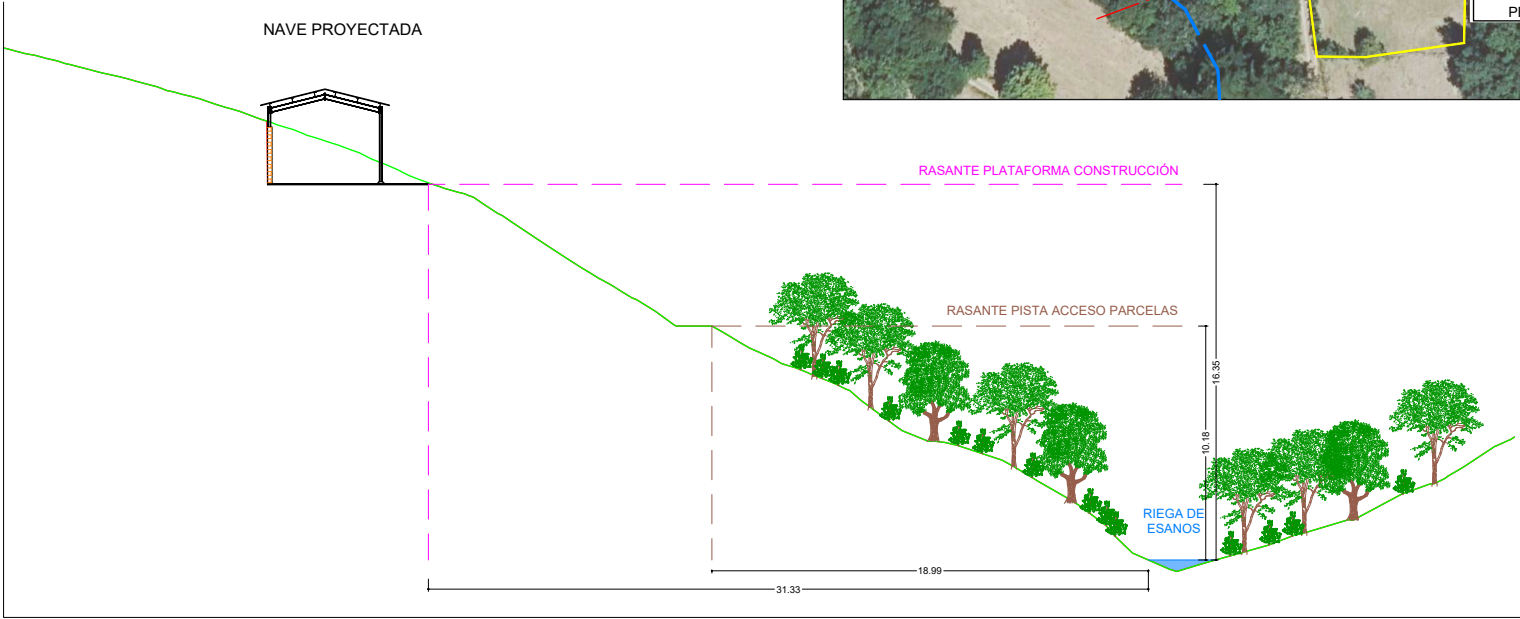 NAVE PROYECTADA
RASANTE PLATAFORMA CONSTRUCCIÓN
RASANTE PISTA ACCESO PARCELAS
16.35
10.18
RIEGA DE
ESANOS
18.99
31.33